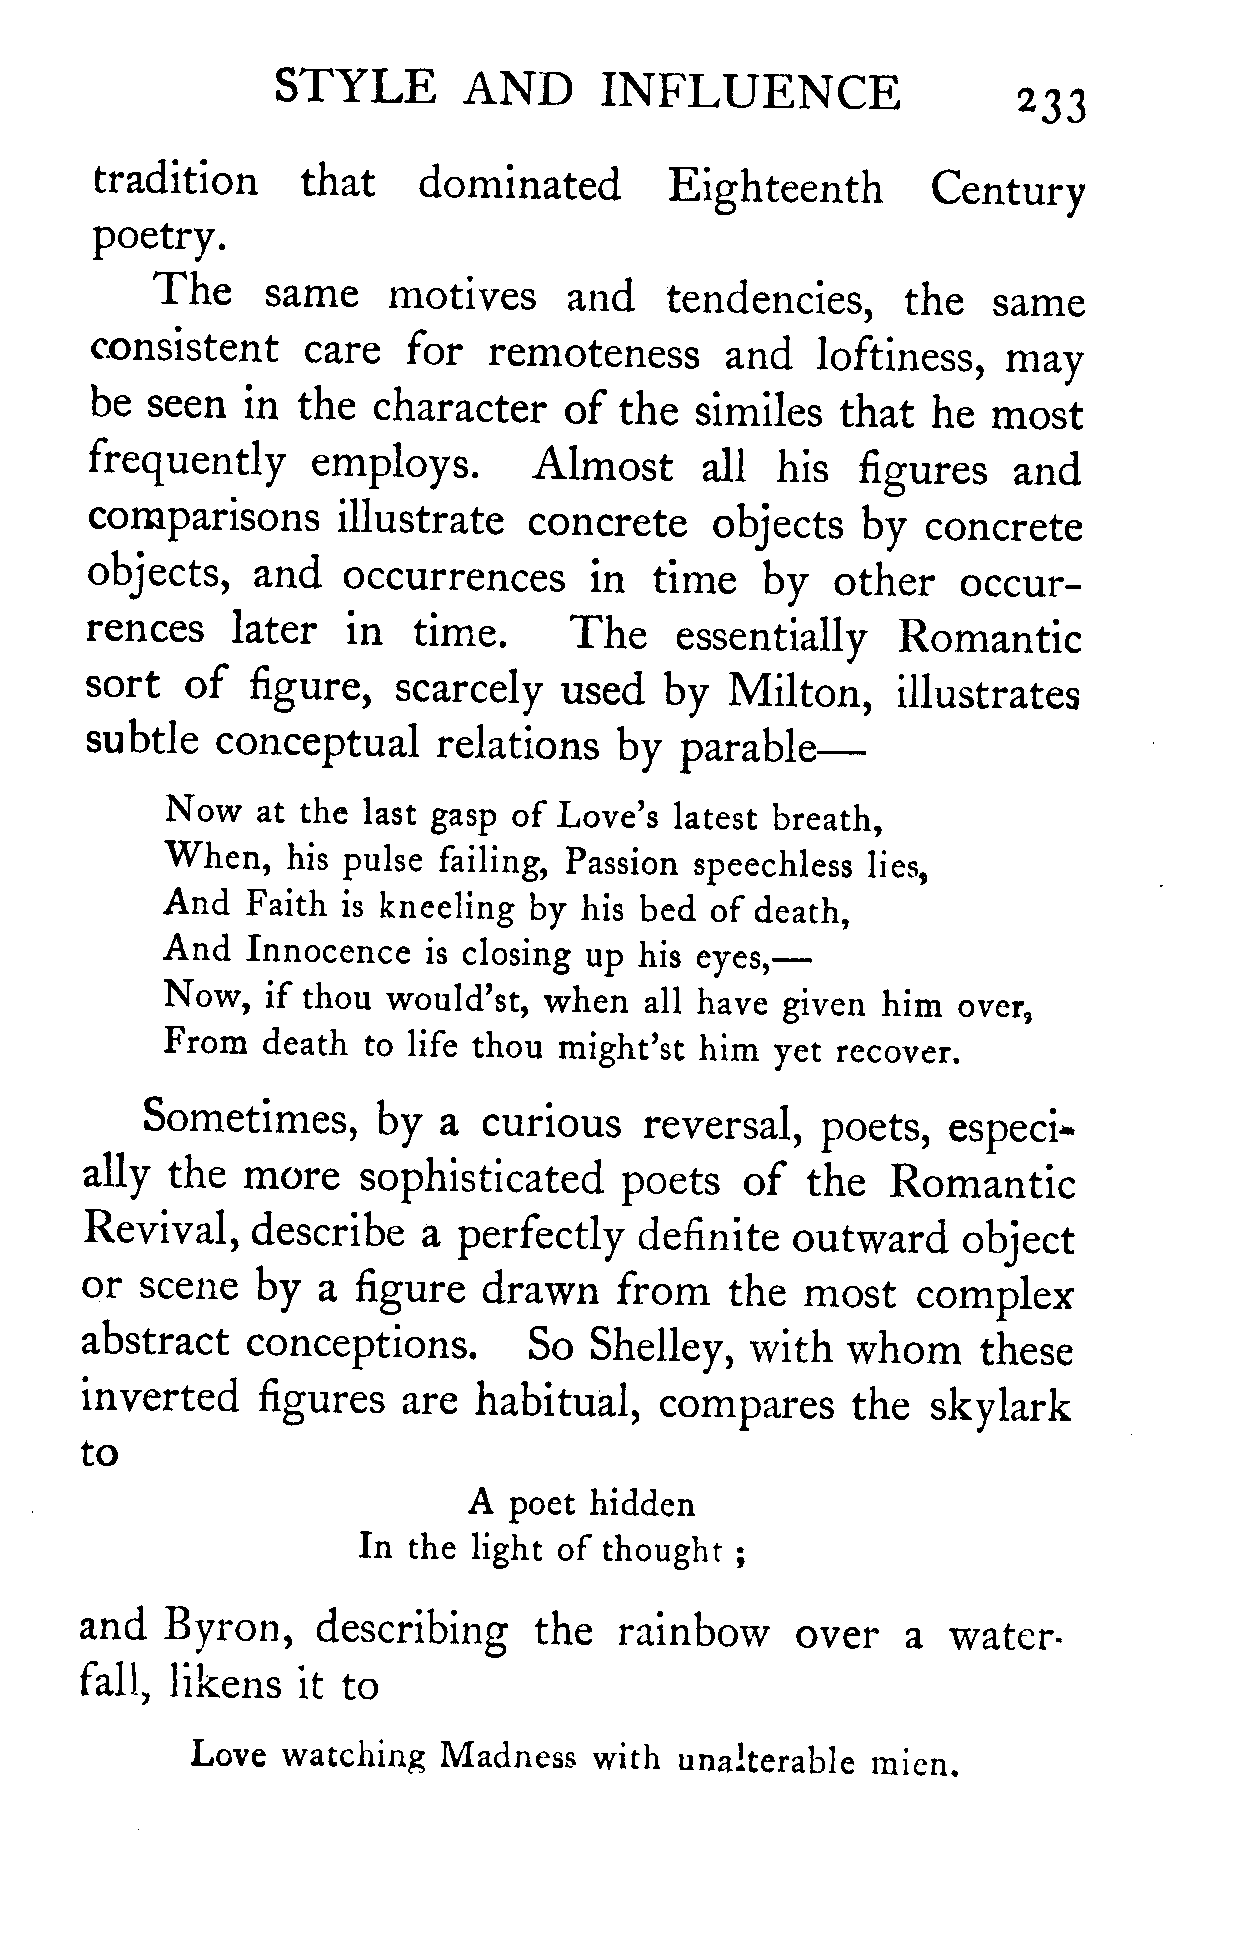 STYLE AND INFLUENCE 233
tradition that dominated Eighteenth Century
poetry.
The same motives and tendencies, the same
consistent care for remoteness and loftiness, may
be seen in the character of the similes that he most
frequently employs. Almost all his figures and
comparisons illustrate concrete objects by concrete
objects, and occurrences in time by other occur-
rences later in time. The essentially Romantic
sort of figure, scarcely used by Milton, illustrates
subtle conceptual relations by parable—
Now at the last gasp of Love's latest breath,
When, his pulse failing, Passion speechless lies,
And Faith is kneeling by his bed of death,
And Innocence is closing up his eyes,—
Now, if thou would'st, when all have given him over,
From death to life thou might'st him yet recover.
Sometimes, by a curious reversal, poets, especi-
ally the more sophisticated poets of the Romantic
Revival, describe a perfectly definite outward object
or scene by a figure drawn from the most complex
abstract conceptions. So Shelley, with whom these
inverted figures are habitual, compares the skylark
to
A poet hidden
In the light of thought ;
and Byron, describing the rainbow over a water-
fall, likens it to
Love watching Madness with unalterable mien.